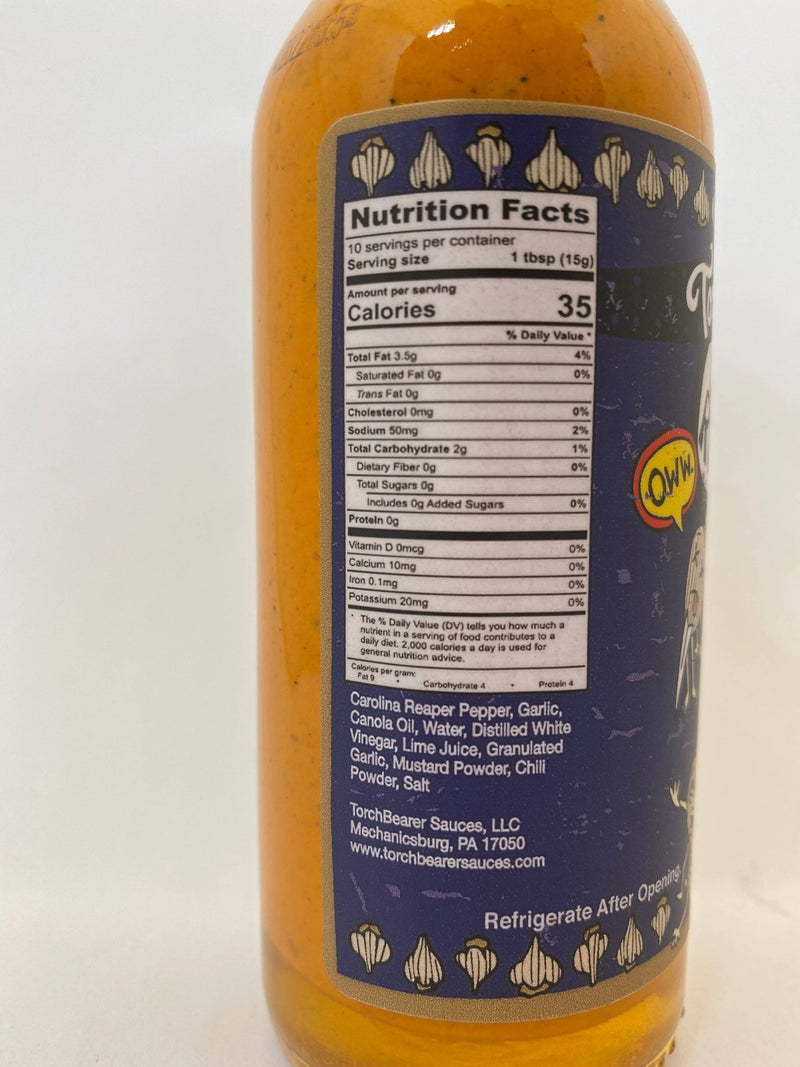 Nutrition Facts
10 servings per container
Serving size 1 tbsp (15g)
Amount per serving
Calories 35
% Daily Value *
Total Fat 3.5g 4%
Saturated Fat 0g 0%
Trans Fat 0g
Cholesterol 0mg 0%
Sodium 50mg 2%
Total Carbohydrate 2g 1%
Dietary Fiber 0g 0%
Total Sugars 0g
Includes 0g Added Sugars 0%
Protein 0g
Vitamin D 0mcg 0%
Calcium 10mg 0%
Iron 0.1mg 0%
Potassium 20mg 0%
* The % Daily Value (DV) tells you how much a
nutrient in a serving of food contributes to a
daily diet. 2,000 calories a day is used for
general nutrition advice.
Calories per gram:
Fat 9 • Carbohydrate 4 • Protein 4
Carolina Reaper Pepper, Garlic,
Canola Oil, Water, Distilled White
Vinegar, Lime Juice, Granulated
Garlic, Mustard Powder, Chili
Powder, Salt
TorchBearer Sauces, LLC
Mechanicsburg, PA 17050
www.torchbearersauces.com
Refrigerate After Opening
OWW.